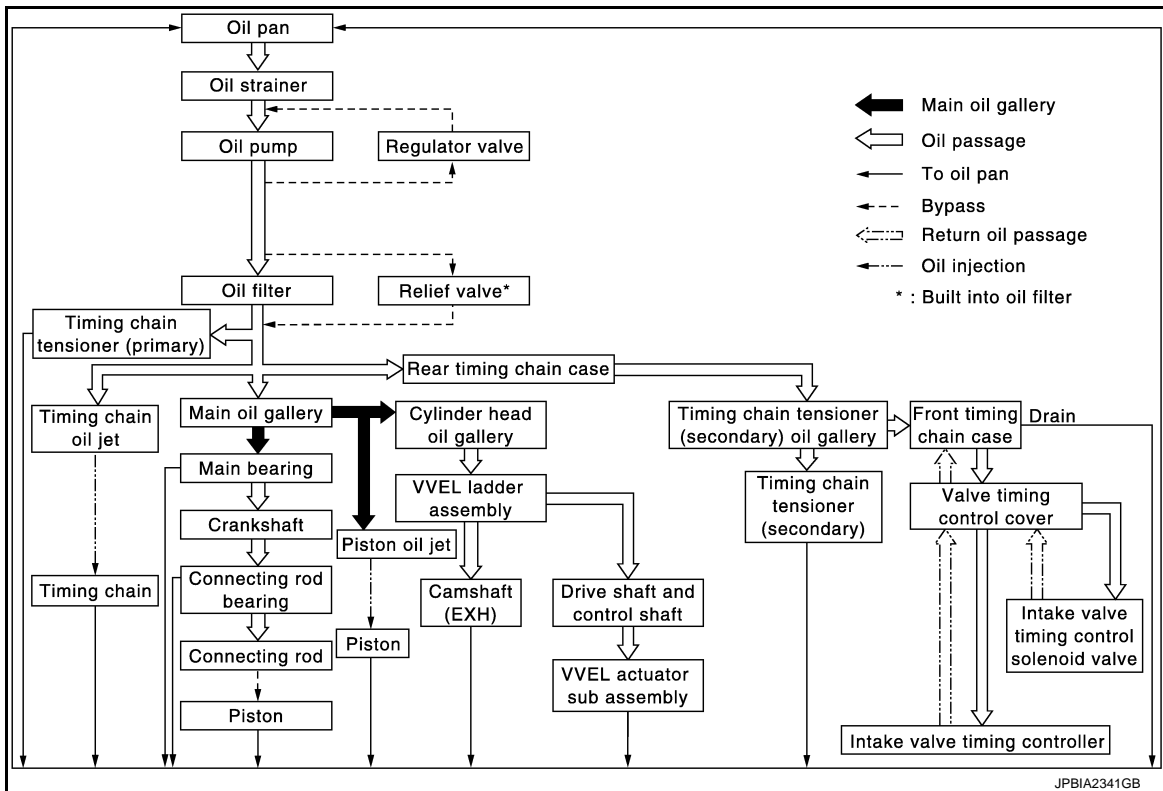 Oil pan
Oil strainer
Oil pump
Regulator valve
Oil filter
Relief valve*
Main oil gallery
Oil passage
To oil pan
Bypass
Return oil passage
Oil injection
* : Built into oil filter
Timing chain
tensioner (primary)
Rear timing chain case
Timing chain
oil jet
Main oil gallery
Cylinder head
oil gallery
Timing chain tensioner
(secondary) oil gallery
Front timing
chain case
Drain
Main bearing
VVEL ladder
assembly
Timing chain
tensioner
(secondary)
Valve timing
control cover
Crankshaft
Piston oil jet
Timing chain
Connecting rod
bearing
Camshaft
(EXH)
Drive shaft and
control shaft
Intake valve
timing control
solenoid valve
Connecting rod
Piston
VVEL actuator
sub assembly
Piston
Intake valve timing controller
JPBIA2341GB